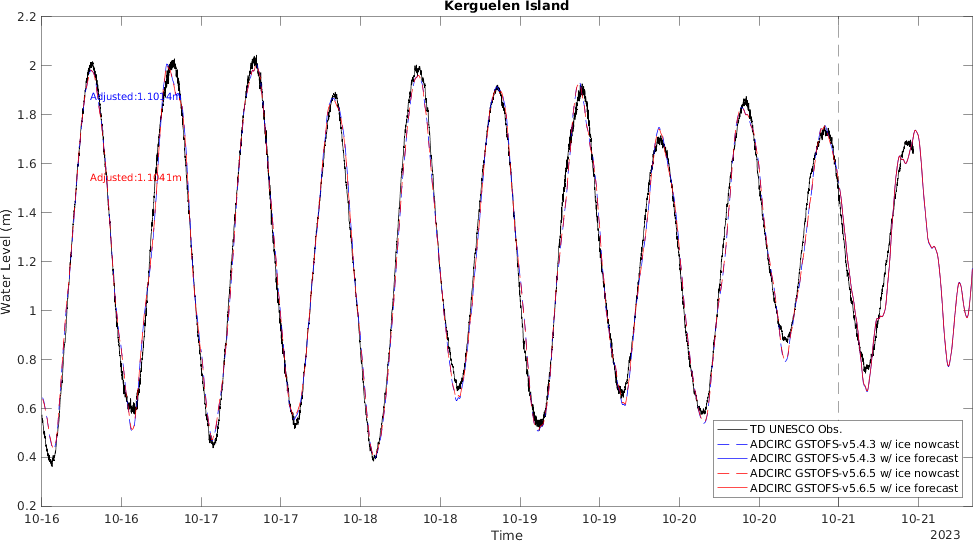 Kerguelen Island
2.2
2
1.8
1.6
1.4
1.2
1
0.8
0.6
0.4
0.2
Water Level (m)
Adjusted:1.1014m
Adjusted:1.1041m
TD UNESCO Obs.
ADCIRC GSTOFS-v5.4.3 w/ ice nowcast
ADCIRC GSTOFS-v5.4.3 w/ ice forecast
ADCIRC GSTOFS-v5.6.5 w/ ice nowcast
ADCIRC GSTOFS-v5.6.5 w/ ice forecast
10-16 10-16 10-17 10-17 10-18 10-18 10-19 10-19 10-20 10-20 10-21 10-21
Time
2023